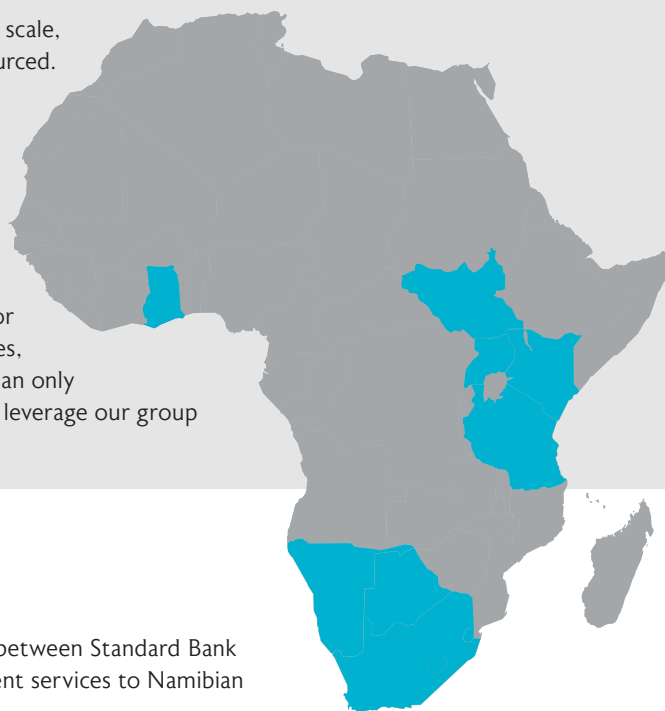 scale,
urced.
or
es,
an only
leverage our group
between Standard Bank
ent services to Namibian